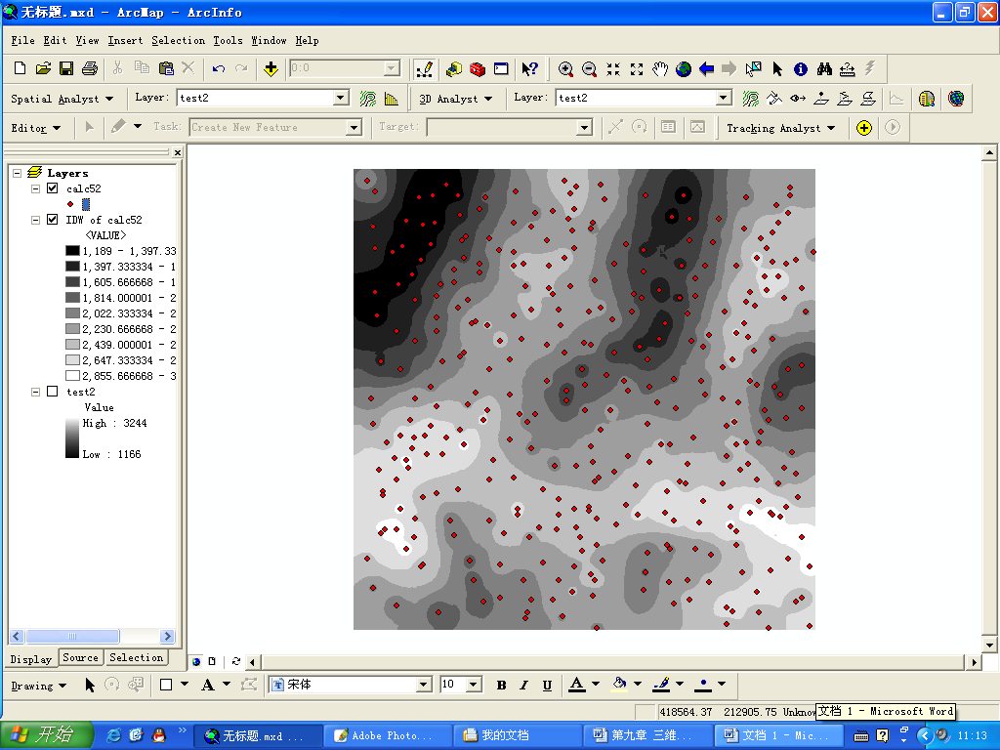 无标题.mxd - ArcMap - ArcInfo
File Edit View Insert Selection Tools Window Help
0:0
Spatial Analyst Layer: test2 3D Analyst Layer: test2
Editor Task: Create New Feature Target: Tracking Analyst
Layers
calc52
IDW of calc52
<VALUE>
1,189 - 1,397.33
1,397.333334 - 1
1,605.666668 - 1
1,814.000001 - 2
2,022.333334 - 2
2,230.666668 - 2
2,439.000001 - 2
2,647.333334 - 2
2,855.666668 - 3
test2
Value
High : 3244
Low : 1166
Display Source Selection
Drawing A 宋体 10 B I U A
418564.37 212905.75 Unknow
文档 1 - Microsoft Word
开始 无标题.mxd ... Adobe Photo... 我的文档 第九章 三维... 文档 1 - Mic... 11:13